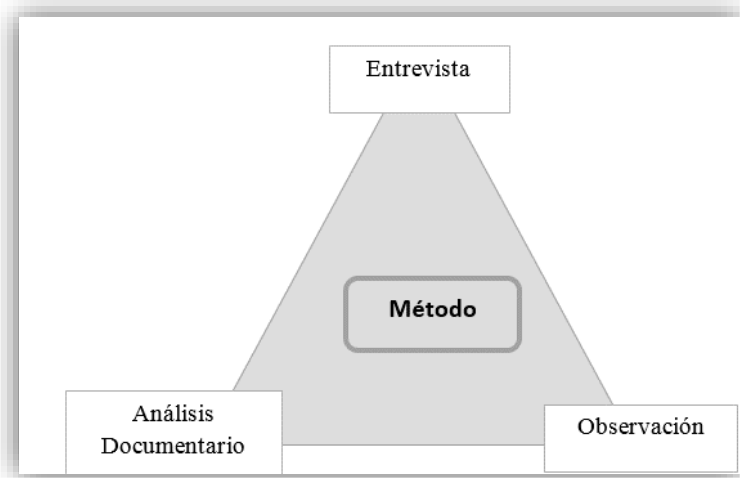 Entrevista
Método
Análisis
Documentario
Observación